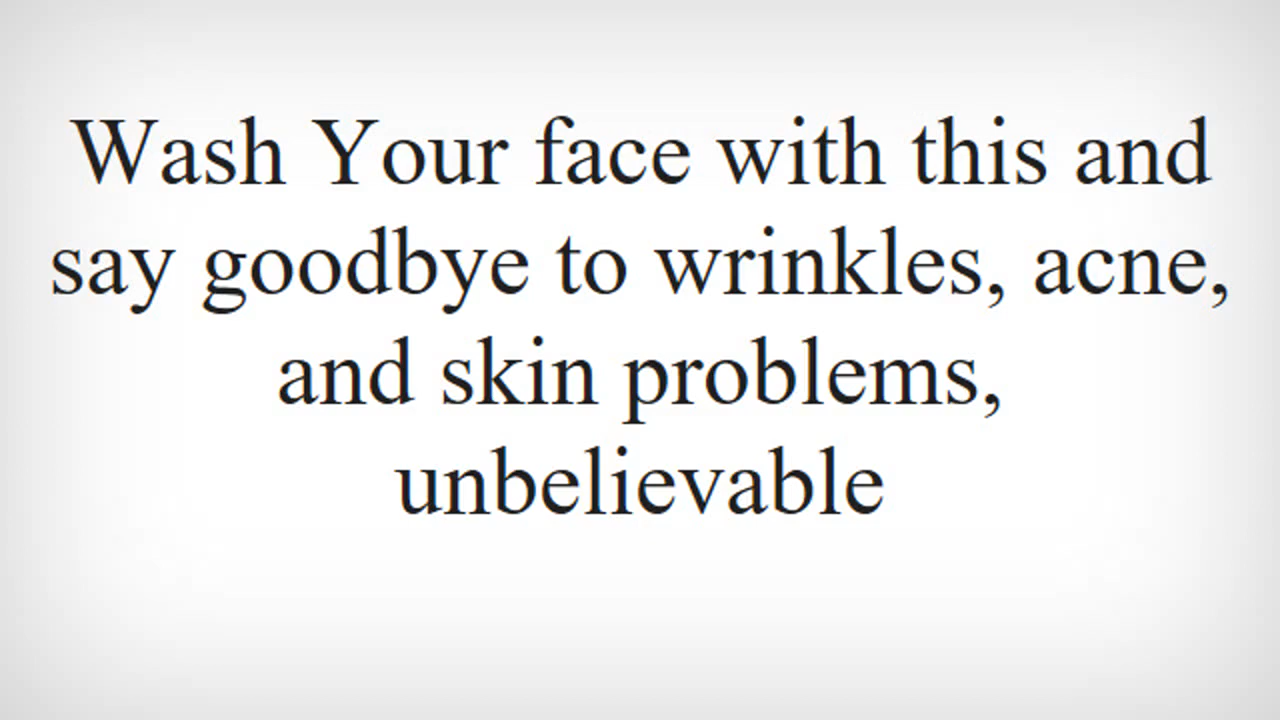 Wash Your face with this and
say goodbye to wrinkles, acne,
and skin problems,
unbelievable